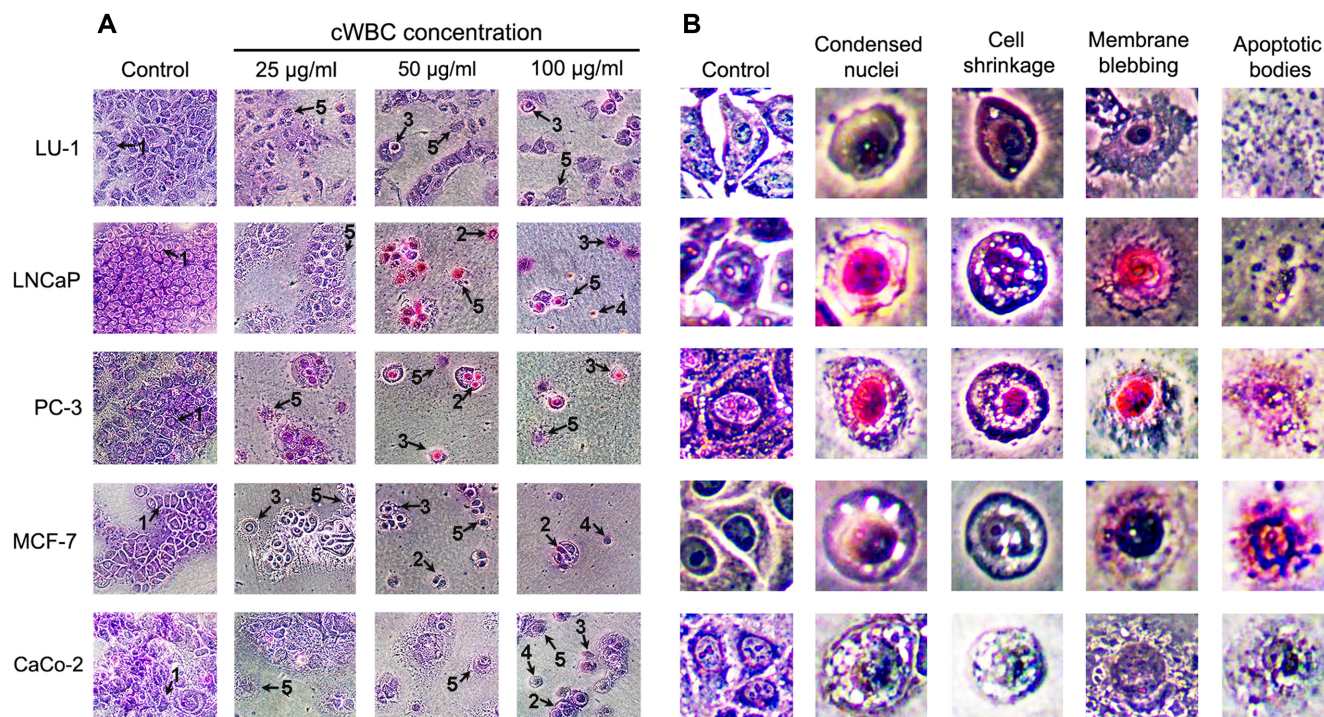 A
B
cWBC concentration
Control
25 µg/ml
50 µg/ml
100 µg/ml
Control
Condensed
nuclei
Cell
shrinkage
Membrane
blebbing
Apoptotic
bodies
LU-1
1
5
3
5
3
5
LNCaP
1
5
2
5
3
5
4
PC-3
1
5
5
2
3
3
5
MCF-7
1
3
5
3
5
2
2
4
CaCo-2
1
5
5
3
5
4
2